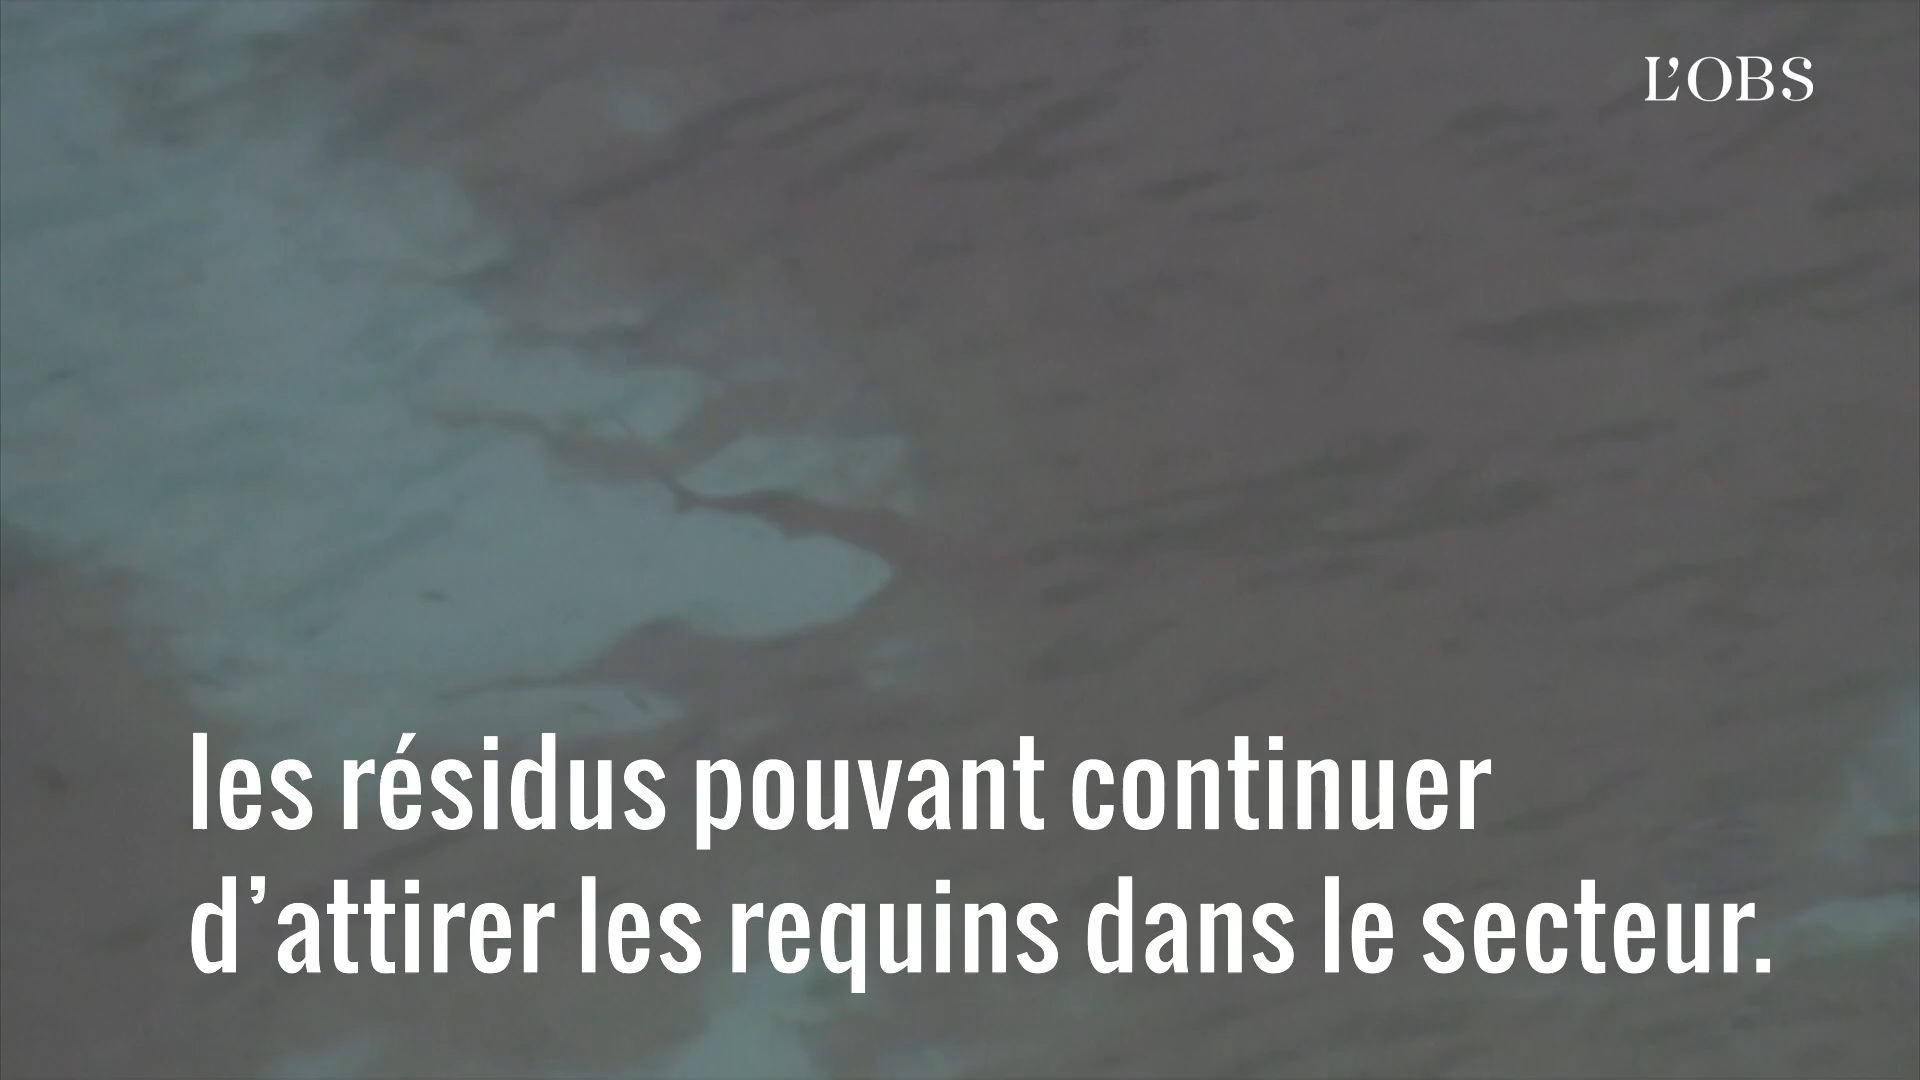 L'OBS
les résidus pouvant continuer
d’attirer les requins dans le secteur.